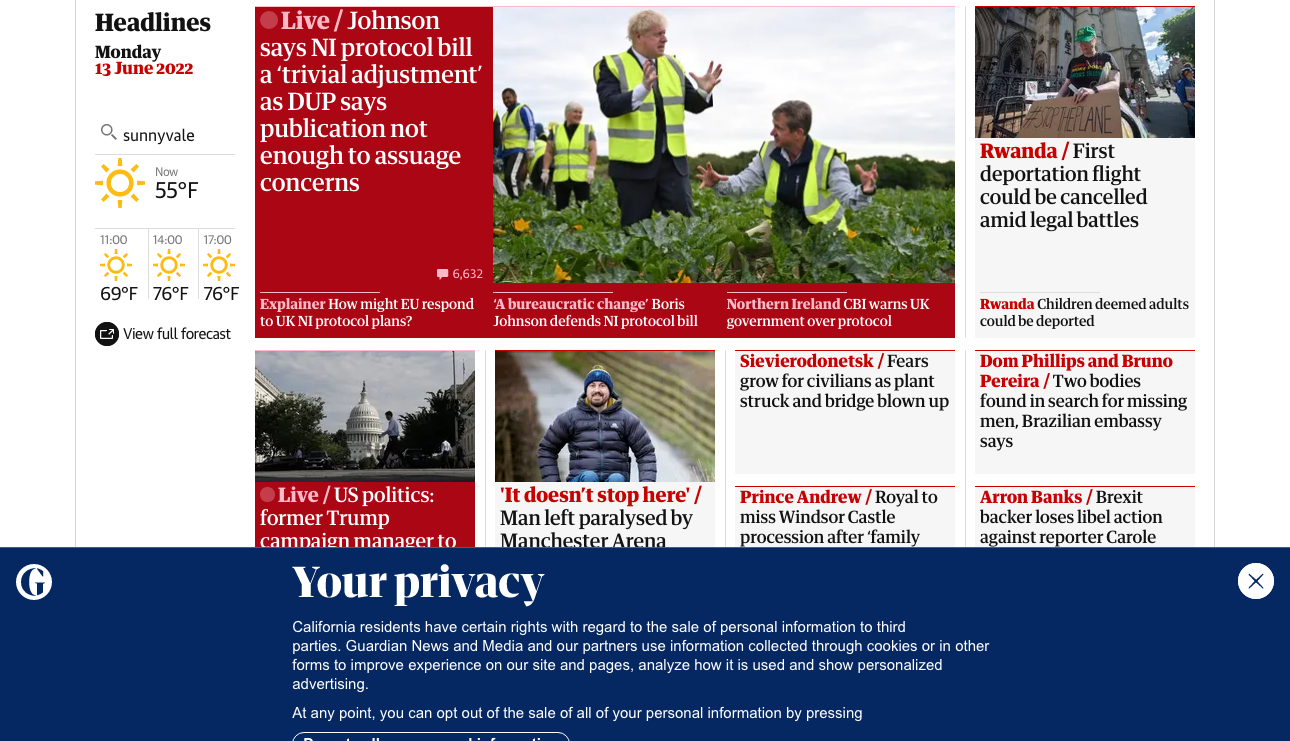 Headlines
Monday
13 June 2022
sunnyvale
Now
55°F
11:00
14:00
17:00
69°F
76°F
76°F
View full forecast
Live / Johnson
says NI protocol bill
a ‘trivial adjustment’
as DUP says
publication not
enough to assuage
concerns
6,632
Explainer How might EU respond
to UK NI protocol plans?
‘A bureaucratic change’ Boris
Johnson defends NI protocol bill
Northern Ireland CBI warns UK
government over protocol
#STOPTHEPLANE
Rwanda / First
deportation flight
could be cancelled
amid legal battles
Rwanda Children deemed adults
could be deported
Live / US politics:
former Trump
campaign manager to
'It doesn’t stop here' /
Man left paralysed by
Manchester Arena
Sievierodonetsk / Fears
grow for civilians as plant
struck and bridge blown up
Prince Andrew / Royal to
miss Windsor Castle
procession after ‘family
Dom Phillips and Bruno
Pereira / Two bodies
found in search for missing
men, Brazilian embassy
says
Arron Banks / Brexit
backer loses libel action
against reporter Carole
Your privacy
California residents have certain rights with regard to the sale of personal information to third
parties. Guardian News and Media and our partners use information collected through cookies or in other
forms to improve experience on our site and pages, analyze how it is used and show personalized
advertising.
At any point, you can opt out of the sale of all of your personal information by pressing